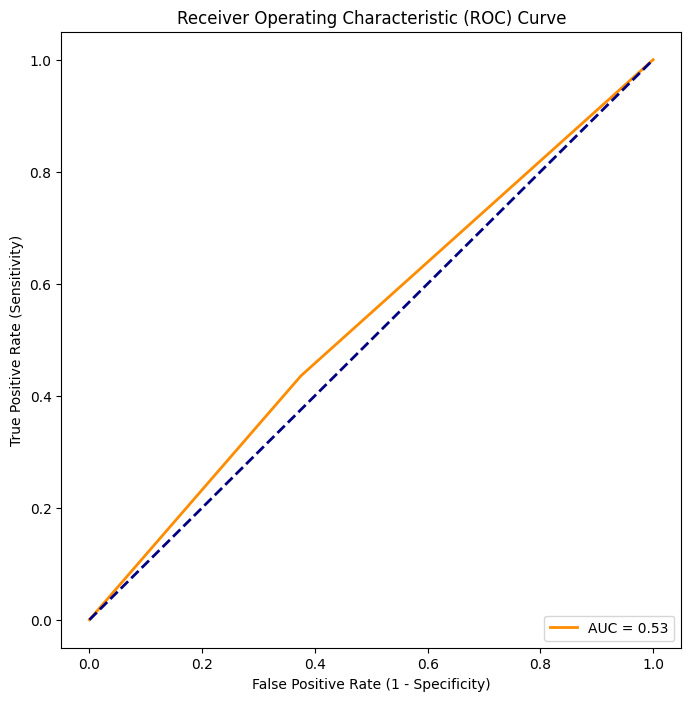 Receiver Operating Characteristic (ROC) Curve
True Positive Rate (Sensitivity)
1.0
0.8
0.6
0.4
0.2
0.0
AUC = 0.53
0.0 0.2 0.4 0.6 0.8 1.0
False Positive Rate (1 - Specificity)